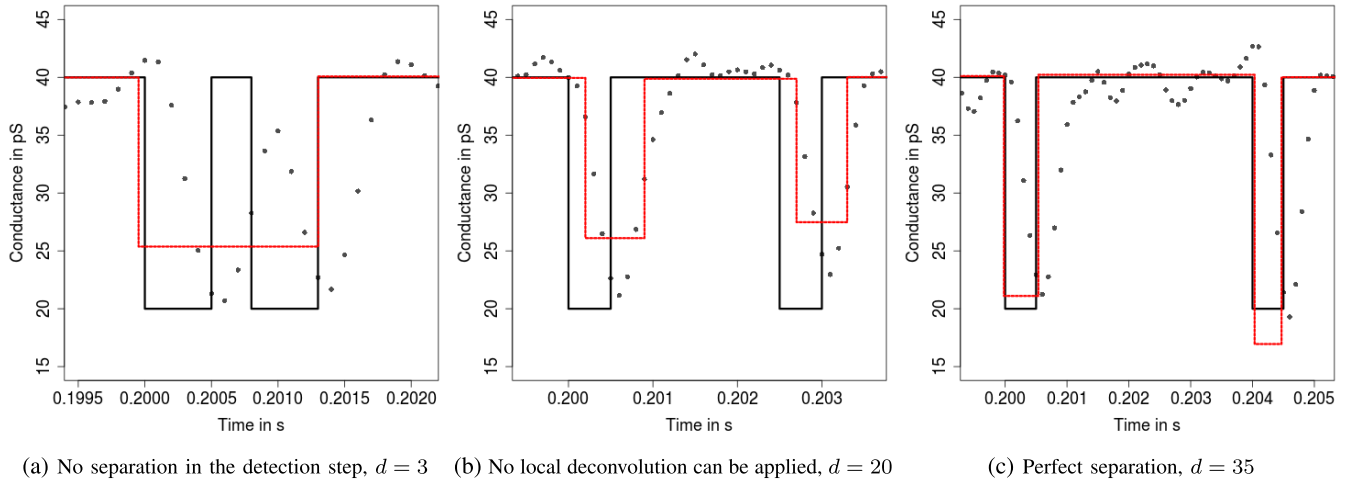 45
40
35
30
25
20
15
Conductance in pS
0.1995 0.2000 0.2005 0.2010 0.2015 0.2020
Time in s
(a) No separation in the detection step, d = 3
45
40
35
30
25
20
15
Conductance in pS
0.200 0.201 0.202 0.203
Time in s
(b) No local deconvolution can be applied, d = 20
45
40
35
30
25
20
15
Conductance in pS
0.200 0.201 0.202 0.203 0.204 0.205
Time in s
(c) Perfect separation, d = 35